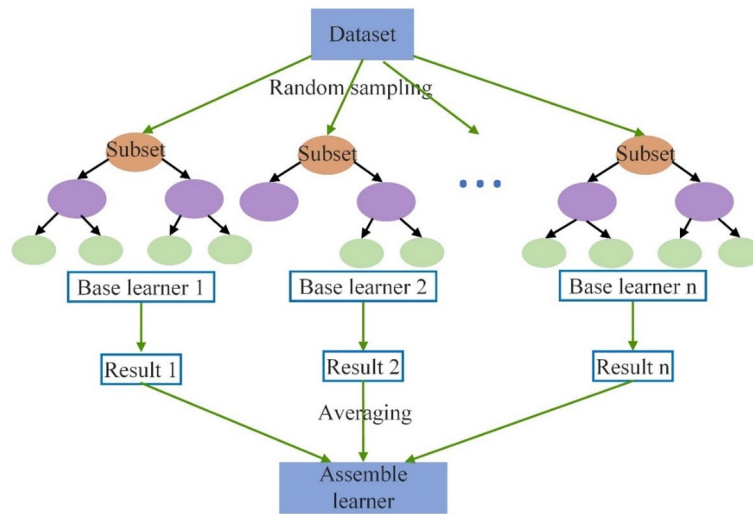 Dataset
Random sampling
Subset
Subset
Subset
Base learner 1
Base learner 2
Base learner n
Result 1
Result 2
Result n
Averaging
Assemble
learner